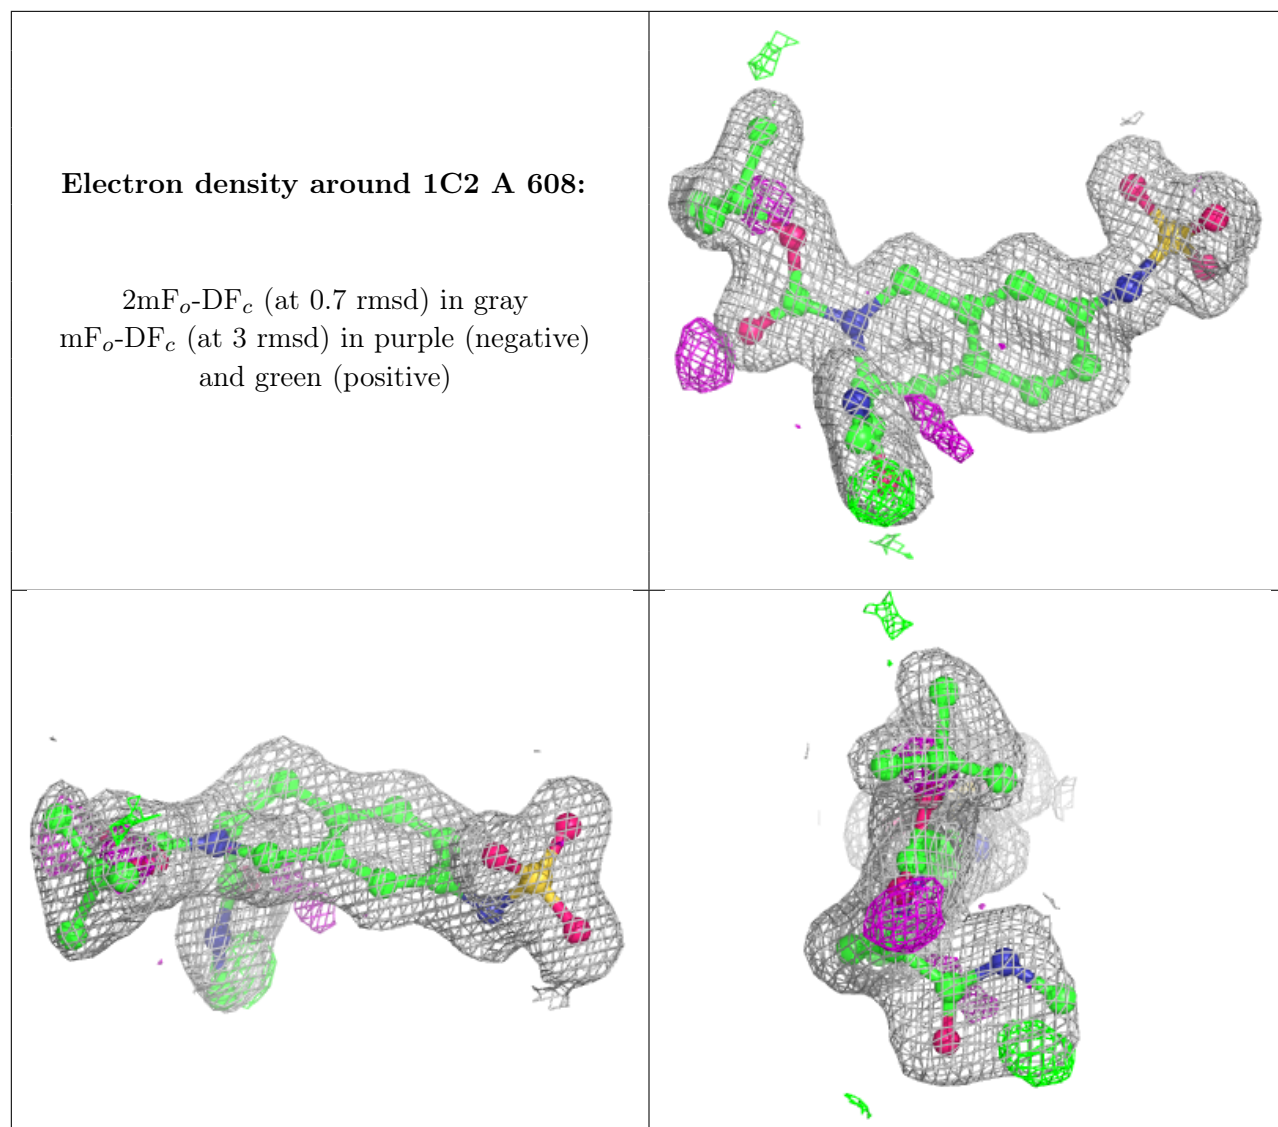 Electron density around 1C2 A 608:
2mFo-DFc (at 0.7 rmsd) in gray
mFo-DFc (at 3 rmsd) in purple (negative)
and green (positive)